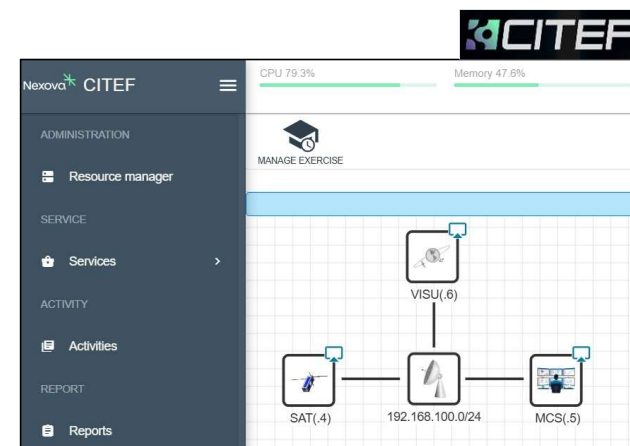 CITEF
Nexova CITEF
CPU 79.3%
Memory 47.6%
ADMINISTRATION
MANAGE EXERCISE
Resource manager
SERVICE
Services
VISU(.6)
ACTIVITY
Activities
REPORT
SAT(.4)
192.168.100.0/24
MCS(.5)
Reports